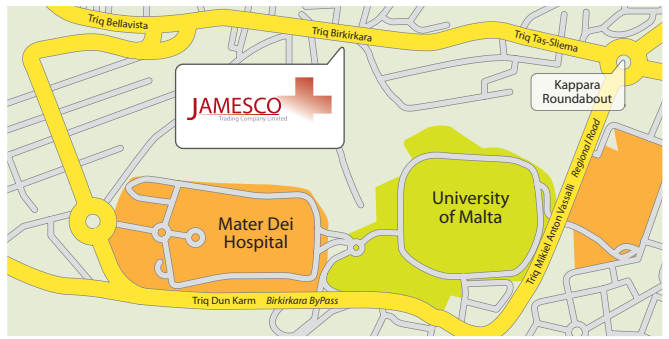 Triq Bellavista
Triq Birkirkara
Triq Tas-Sliema
Kappara
Roundabout
JAMESCO
Trading Company Limited
University
of Malta
Mater Dei
Hospital
Triq Mikiel Anton Vassalli Regional Road
Triq Dun Karm Birkirkara ByPass